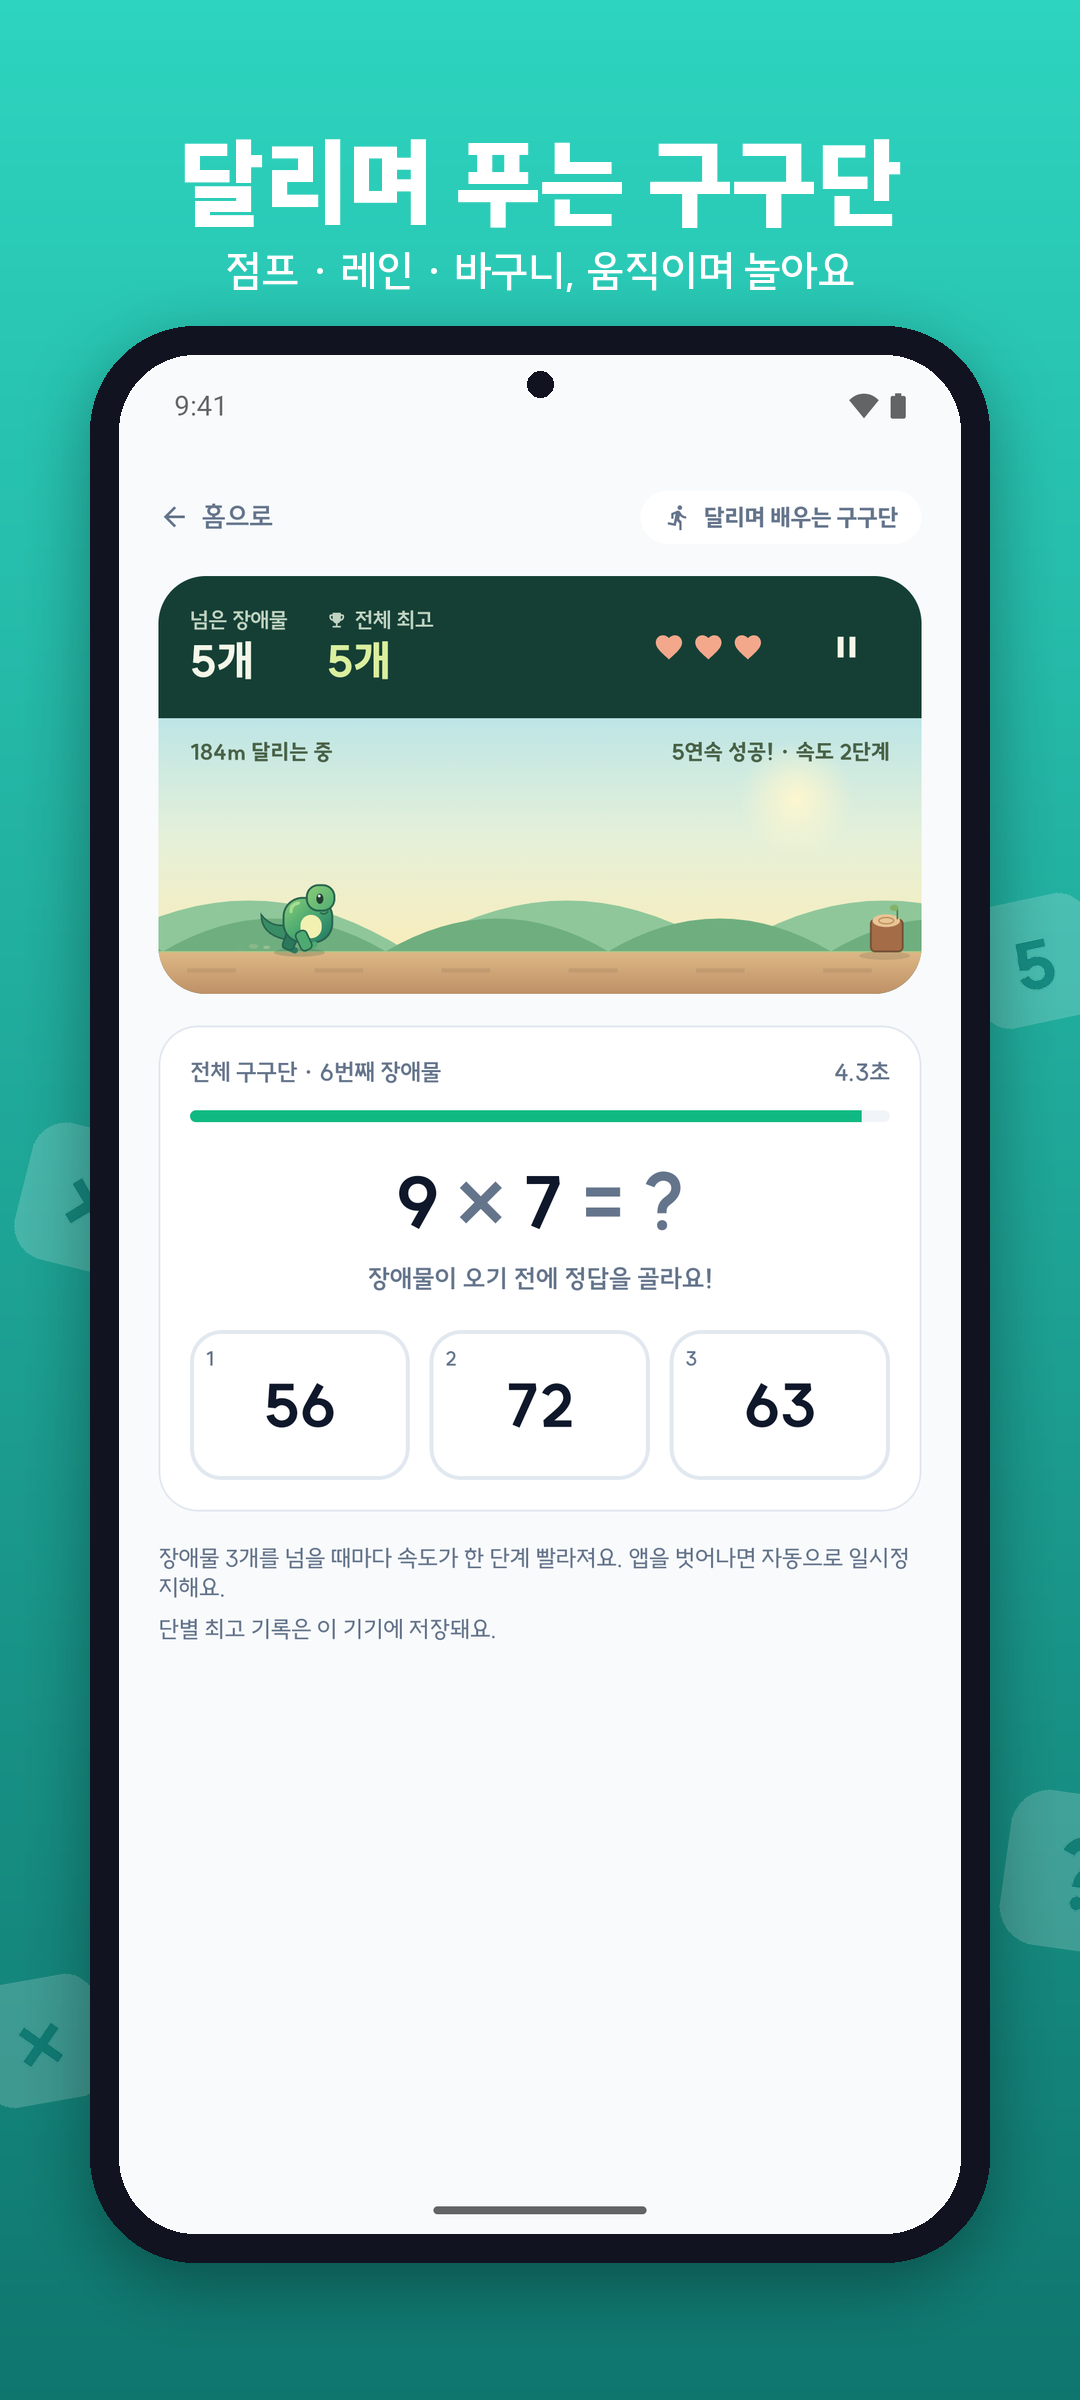 달리며 푸는 구구단
점프 · 레인 · 바구니, 움직이며 놀아요
9:41
홈으로
달리며 배우는 구구단
넘은 장애물
전체 최고
5개
5개
184m 달리는 중
5연속 성공! · 속도 2단계
5
전체 구구단 · 6번째 장애물
4.3초
×
9 × 7 = ?
장애물이 오기 전에 정답을 골라요!
1
2
3
56
72
63
장애물 3개를 넘을 때마다 속도가 한 단계 빨라져요. 앱을 벗어나면 자동으로 일시정
지해요.
단별 최고 기록은 이 기기에 저장돼요.
?
×